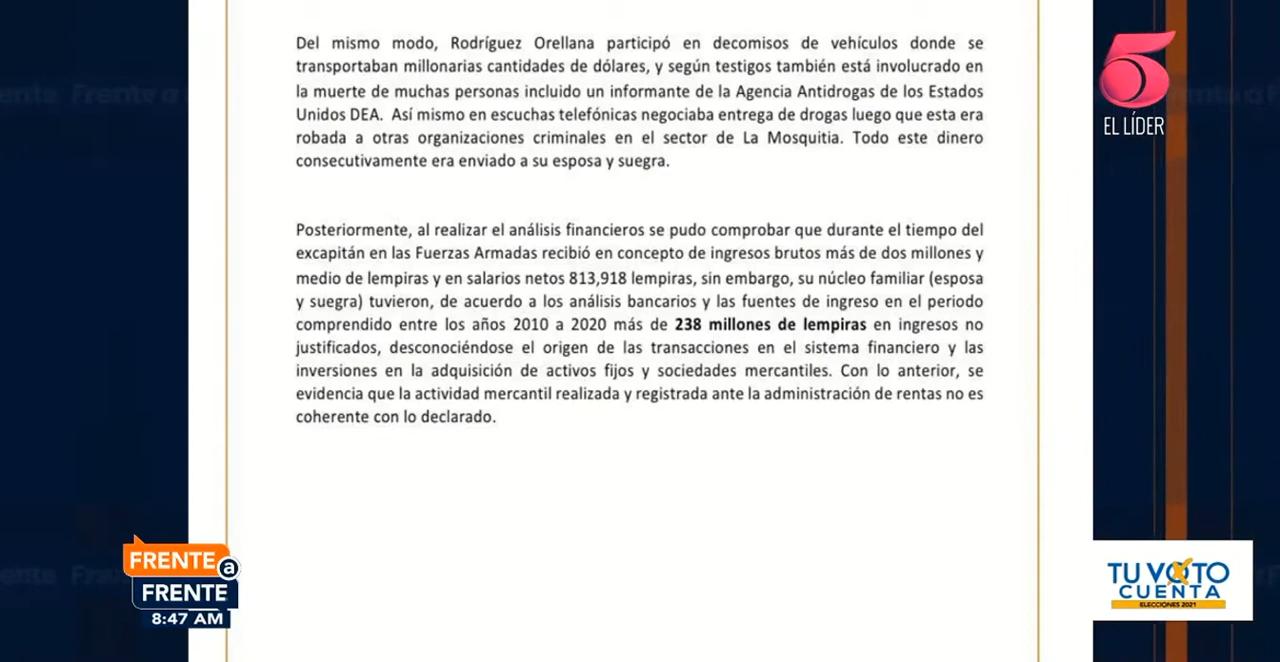 Del mismo modo, Rodríguez Orellana participó en decomisos de vehículos donde se
transportaban millonarias cantidades de dólares, y según testigos también está involucrado en
la muerte de muchas personas incluido un informante de la Agencia Antidrogas de los Estados
Unidos DEA. Así mismo en escuchas telefónicas negociaba entrega de drogas luego que esta era
robada a otras organizaciones criminales en el sector de La Mosquitia. Todo este dinero
consecutivamente era enviado a su esposa y suegra.
Posteriormente, al realizar el análisis financieros se pudo comprobar que durante el tiempo del
excapitán en las Fuerzas Armadas recibió en concepto de ingresos brutos más de dos millones y
medio de lempiras y en salarios netos 813,918 lempiras, sin embargo, su núcleo familiar (esposa
y suegra) tuvieron, de acuerdo a los análisis bancarios y las fuentes de ingreso en el periodo
comprendido entre los años 2010 a 2020 más de 238 millones de lempiras en ingresos no
justificados, desconociéndose el origen de las transacciones en el sistema financiero y las
inversiones en la adquisición de activos fijos y sociedades mercantiles. Con lo anterior, se
evidencia que la actividad mercantil realizada y registrada ante la administración de rentas no es
coherente con lo declarado.
5
EL LÍDER
FRENTE a
FRENTE
8:47 AM
TU VOTO
CUENTA
ELECCIONES 2021